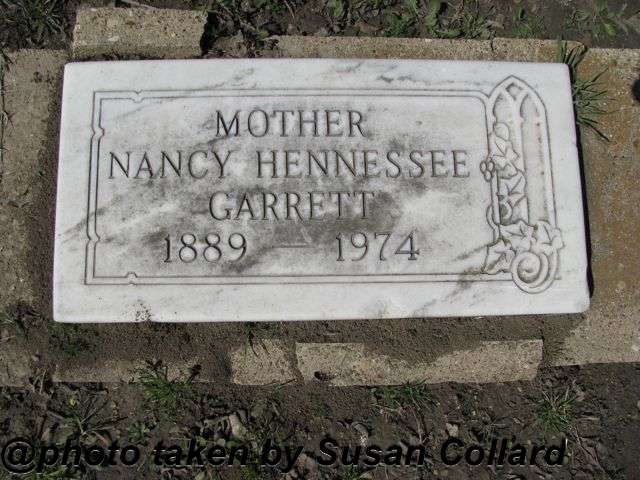 MOTHER
NANCY HENNESSEE
GARRETT
1889 — 1974
@photo taken by Susan Collard